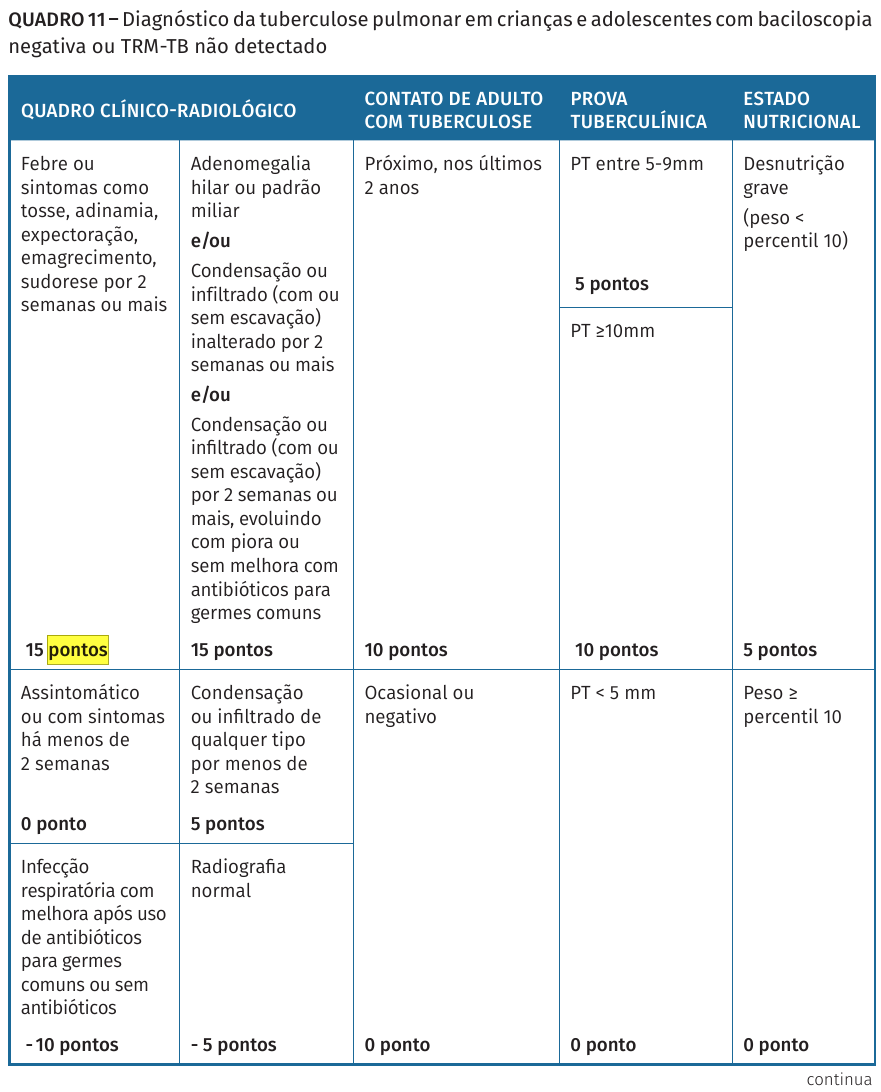 QUADRO 11 – Diagnóstico da tuberculose pulmonar em crianças e adolescentes com baciloscopia
negativa ou TRM-TB não detectado
QUADRO CLÍNICO-RADIOLÓGICO
CONTATO DE ADULTO
COM TUBERCULOSE
PROVA
TUBERCULÍNICA
ESTADO
NUTRICIONAL
Febre ou
sintomas como
tosse, adinamia,
expectoração,
emagrecimento,
sudorese por 2
semanas ou mais
15 pontos
Adenomegalia
hilar ou padrão
miliar
e/ou
Condensação ou
infiltrado (com ou
sem escavação)
inalterado por 2
semanas ou mais
e/ou
Condensação ou
infiltrado (com ou
sem escavação)
por 2 semanas ou
mais, evoluindo
com piora ou
sem melhora com
antibióticos para
germes comuns
15 pontos
Próximo, nos últimos
2 anos
10 pontos
PT entre 5-9mm
5 pontos
PT ≥10mm
10 pontos
Desnutrição
grave
(peso <
percentil 10)
5 pontos
Assintomático
ou com sintomas
há menos de
2 semanas
0 ponto
Condensação
ou infiltrado de
qualquer tipo
por menos de
2 semanas
5 pontos
Ocasional ou
negativo
0 ponto
PT < 5 mm
0 ponto
Peso ≥
percentil 10
0 ponto
Infecção
respiratória com
melhora após uso
de antibióticos
para germes
comuns ou sem
antibióticos
-10 pontos
Radiografia
normal
- 5 pontos
continua